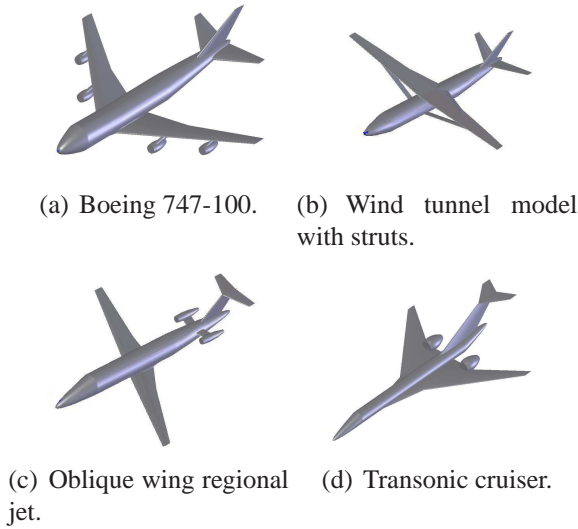 (a) Boeing 747-100.
(b) Wind tunnel model
with struts.
(c) Oblique wing regional
jet.
(d) Transonic cruiser.